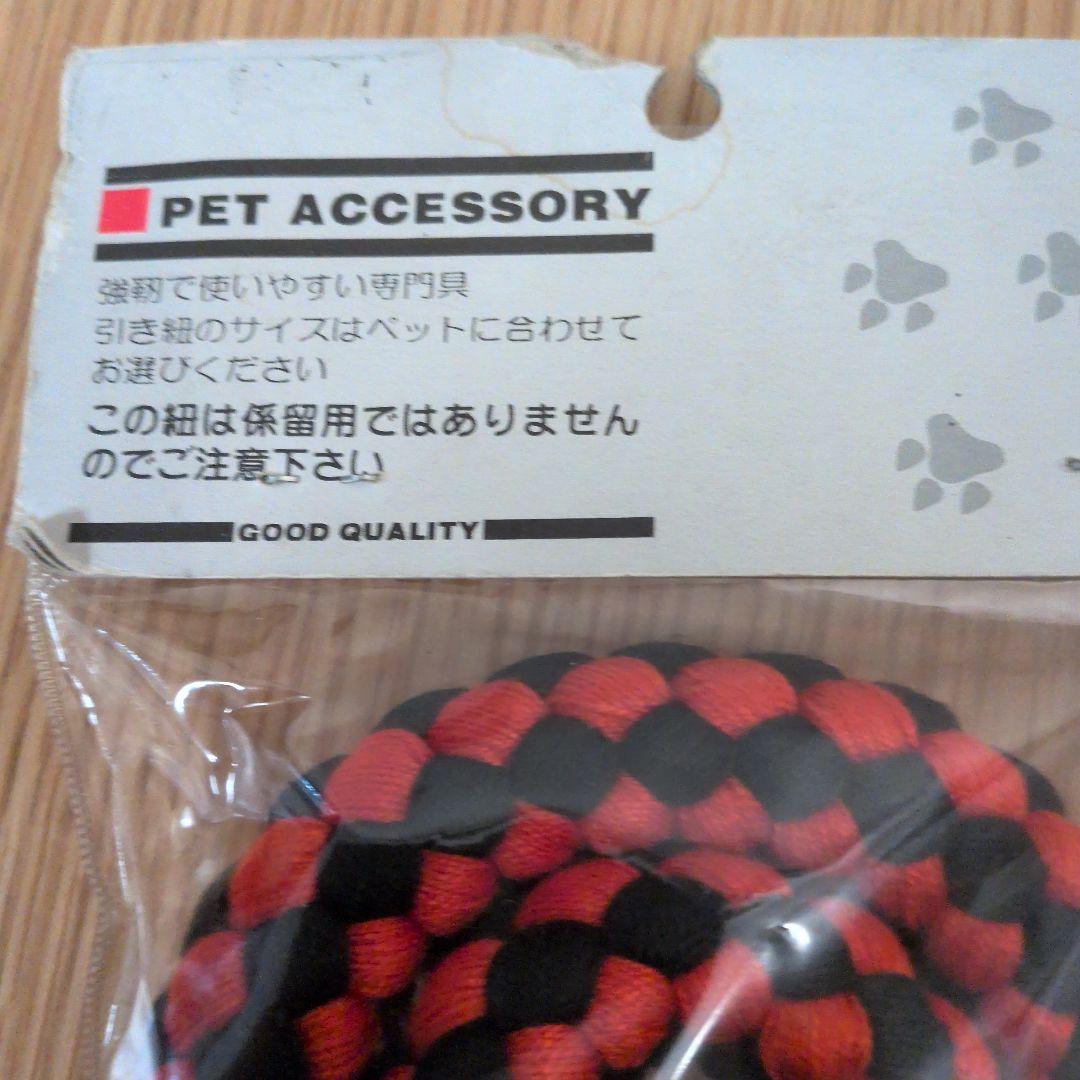 PET ACCESSORY
強靭で使いやすい専門具
引き紐のサイズはペットに合わせて
お選びください
この紐は係留用ではありません
のでご注意下さい
GOOD QUALITY